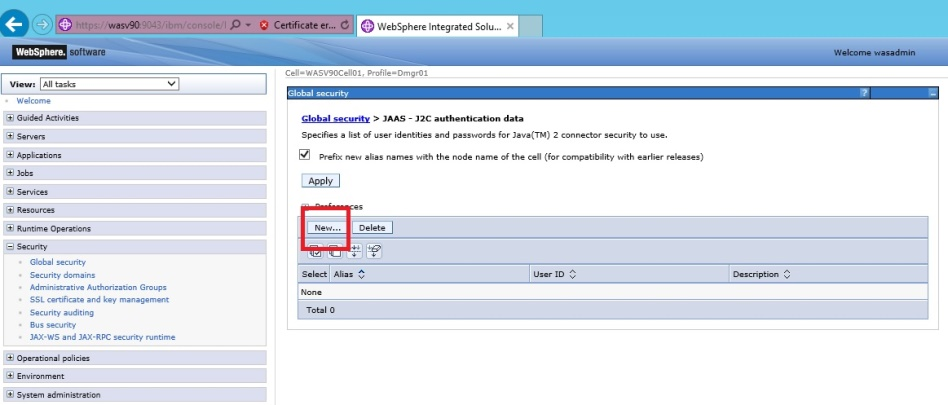 https://wasv90:9043/ibm/console/l
Certificate er...
WebSphere Integrated Solu...
WebSphere. software
Welcome wasadmin
View: All tasks
Welcome
Guided Activities
Servers
Applications
Jobs
Services
Resources
Runtime Operations
Security
Global security
Security domains
Administrative Authorization Groups
SSL certificate and key management
Security auditing
Bus security
JAX-WS and JAX-RPC security runtime
Operational policies
Environment
System administration
Cell=WASV90Cell01, Profile=Dmgr01
Global security ? _
Global security > JAAS - J2C authentication data
Specifies a list of user identities and passwords for Java(TM) 2 connector security to use.
Prefix new alias names with the node name of the cell (for compatibility with earlier releases)
Apply
Preferences
New... Delete
Select Alias User ID Description
None
Total 0